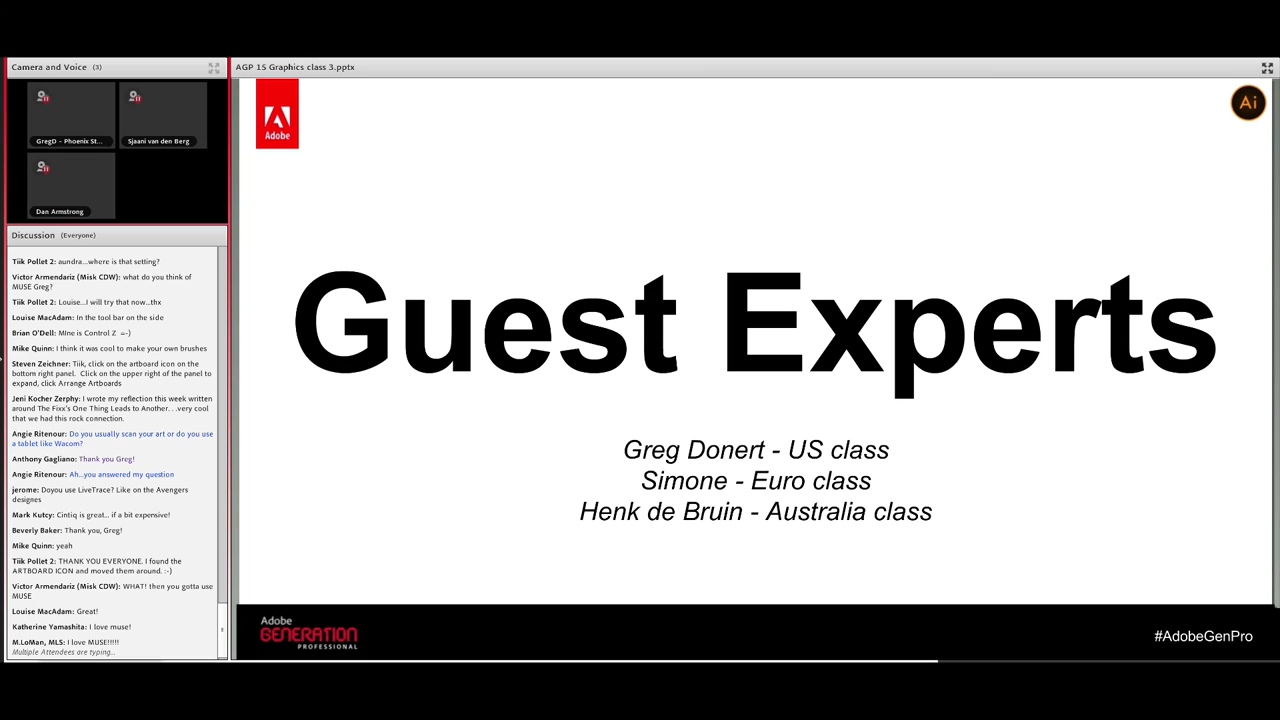 Camera and Voice (3)
GregD - Phoenix St...
Sjaani van den Berg
Dan Armstrong
Discussion (Everyone)
Tiik Pollet 2: aundra...where is that setting?
Victor Armendariz (Misk CDW): what do you think of
MUSE Greg?
Tiik Pollet 2: Louise...I will try that now...thx
Louise MacAdam: In the tool bar on the side
Brian O'Dell: MIne is Control Z =-)
Mike Quinn: I think it was cool to make your own brushes
Steven Zeichner: Tiik, click on the artboard icon on the
bottom right panel. Click on the upper right of the panel to
expand, click Arrange Artboards
Jeni Kocher Zerphy: I wrote my reflection this week written
around The Fixx's One Thing Leads to Another. . .very cool
that we had this rock connection.
Angie Ritenour: Do you usually scan your art or do you use
a tablet like Wacom?
Anthony Gagliano: Thank you Greg!
Angie Ritenour: Ah...you answered my question
jerome: Doyou use LiveTrace? Like on the Avengers
designes
Mark Kutcy: Cintiq is great... if a bit expensive!
Beverly Baker: Thank you, Greg!
Mike Quinn: yeah
Tiik Pollet 2: THANK YOU EVERYONE. I found the
ARTBOARD ICON and moved them around. :-)
Victor Armendariz (Misk CDW): WHAT! then you gotta use
MUSE
Louise MacAdam: Great!
Katherine Yamashita: I love muse!
M.LoMan, MLS: I love MUSE!!!!!
Multiple Attendees are typing...
AGP 15 Graphics class 3.pptx
Adobe
Ai
Guest Experts
Greg Donert - US class
Simone - Euro class
Henk de Bruin - Australia class
Adobe
GENERATION
PROFESSIONAL
#AdobeGenPro